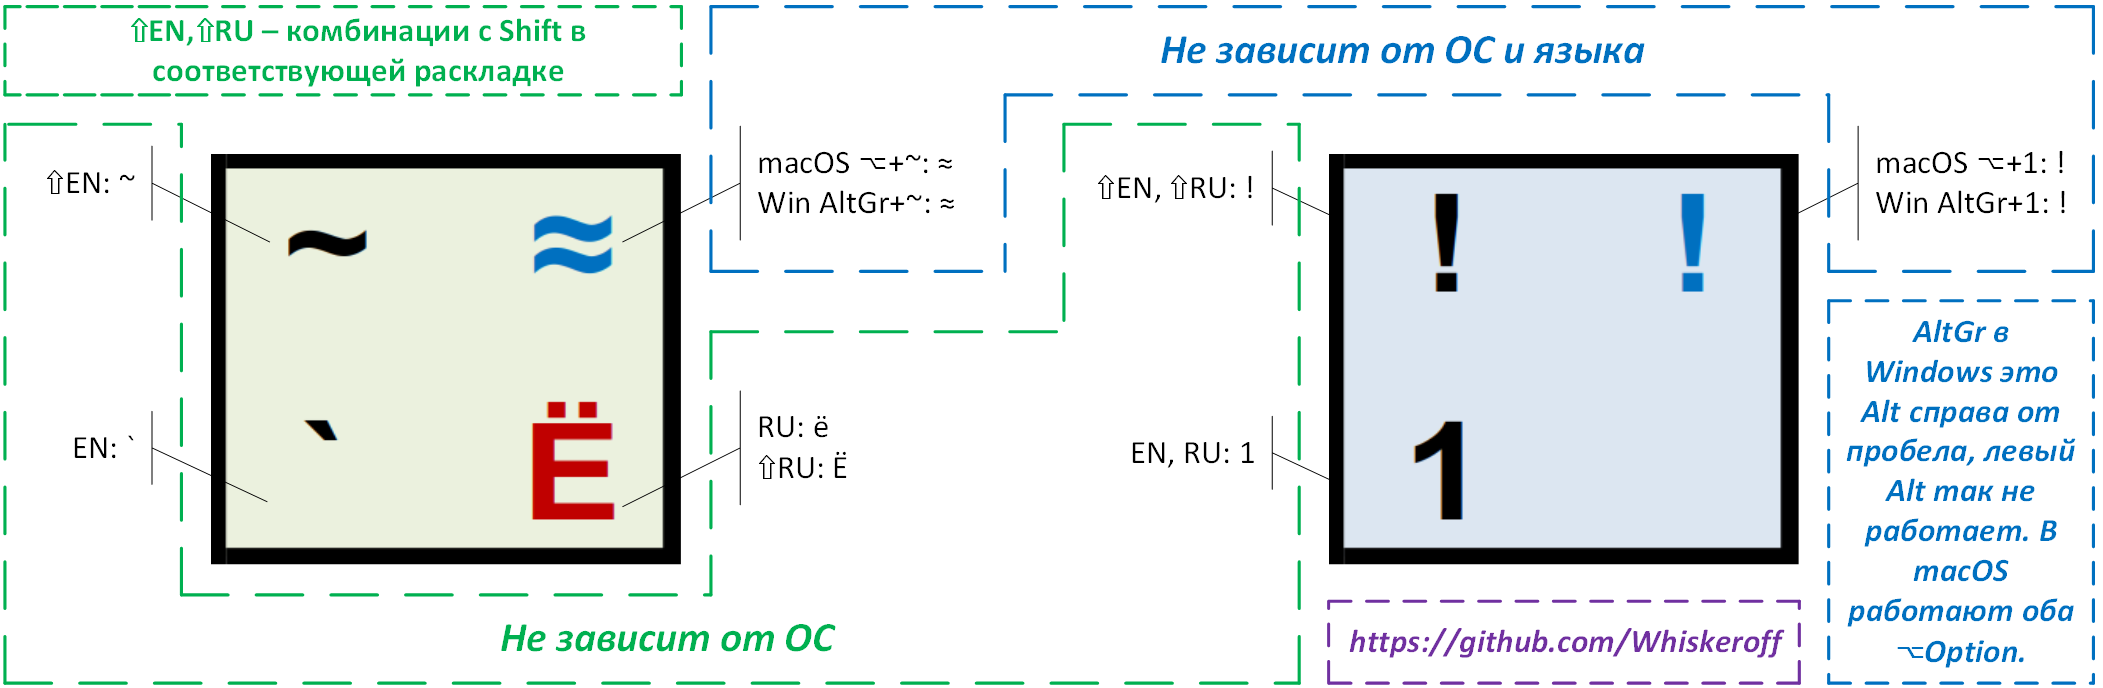 ⇧EN,⇧RU – комбинации с Shift в
соответствующей раскладке
Не зависит от ОС и языка
⇧EN: ~
~
≈
macOS ⌥+~: ≈
Win AltGr+~: ≈
EN: `
`
Ё
RU: ё
⇧RU: Ё
⇧EN, ⇧RU: !
!
!
macOS ⌥+1: !
Win AltGr+1: !
EN, RU: 1
1
AltGr в
Windows это
Alt справа от
пробела, левый
Alt так не
работает. В
macOS
работают оба
⌥Option.
Не зависит от ОС
https://github.com/Whiskeroff